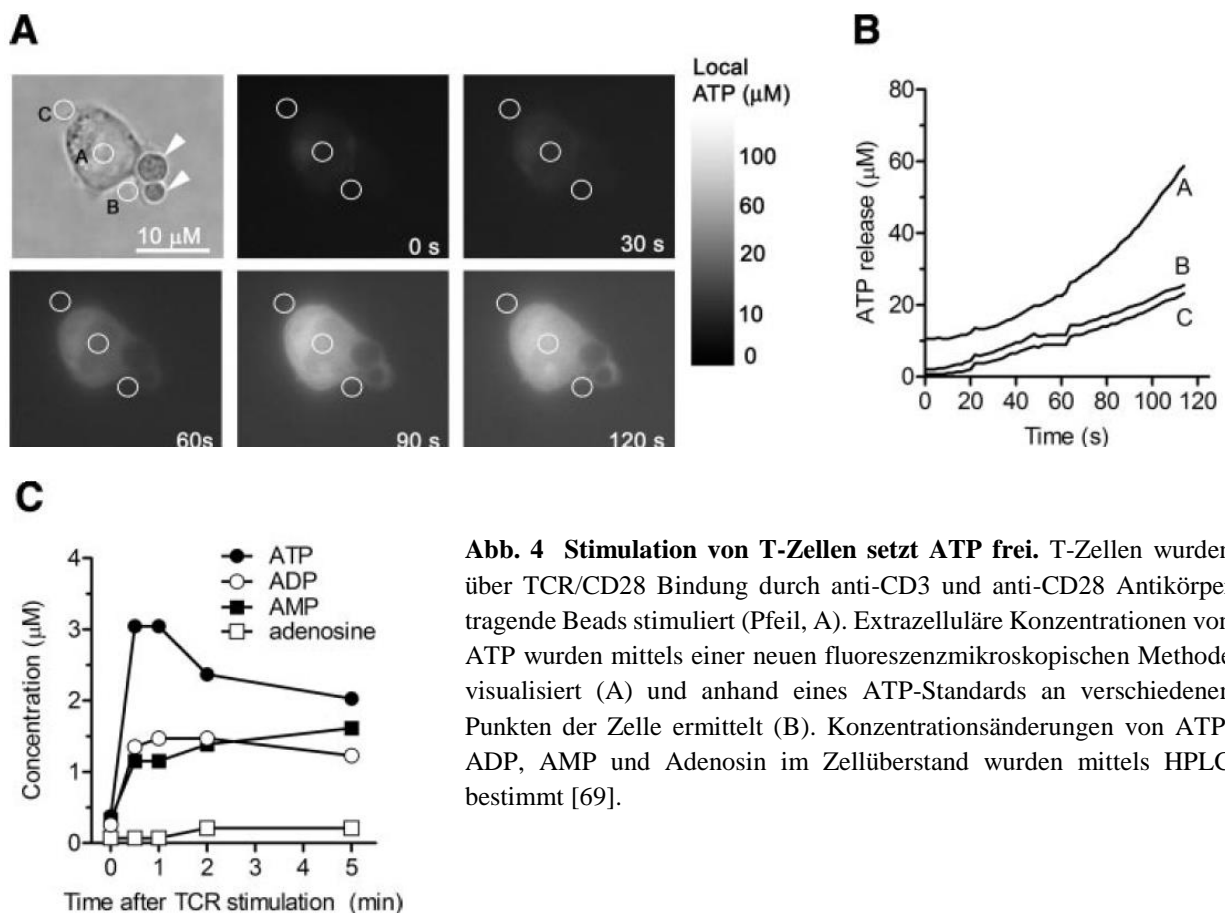 A
C
A
B
10 µM
0 s
30 s
60s
90 s
120 s
Local
ATP (µM)
100
60
20
10
0
B
ATP release (µM)
80
60
40
20
0
A
B
C
0 20 40 60 80 100 120
Time (s)
C
Concentration (µM)
4
3
2
1
0
ATP
ADP
AMP
adenosine
0 1 2 3 4 5
Time after TCR stimulation (min)
Abb. 4 Stimulation von T-Zellen setzt ATP frei. T-Zellen wurden
über TCR/CD28 Bindung durch anti-CD3 und anti-CD28 Antikörper
tragende Beads stimuliert (Pfeil, A). Extrazelluläre Konzentrationen von
ATP wurden mittels einer neuen fluoreszenzmikroskopischen Methode
visualisiert (A) und anhand eines ATP-Standards an verschiedenen
Punkten der Zelle ermittelt (B). Konzentrationsänderungen von ATP
ADP, AMP und Adenosin im Zellüberstand wurden mittels HPLC
bestimmt [69].